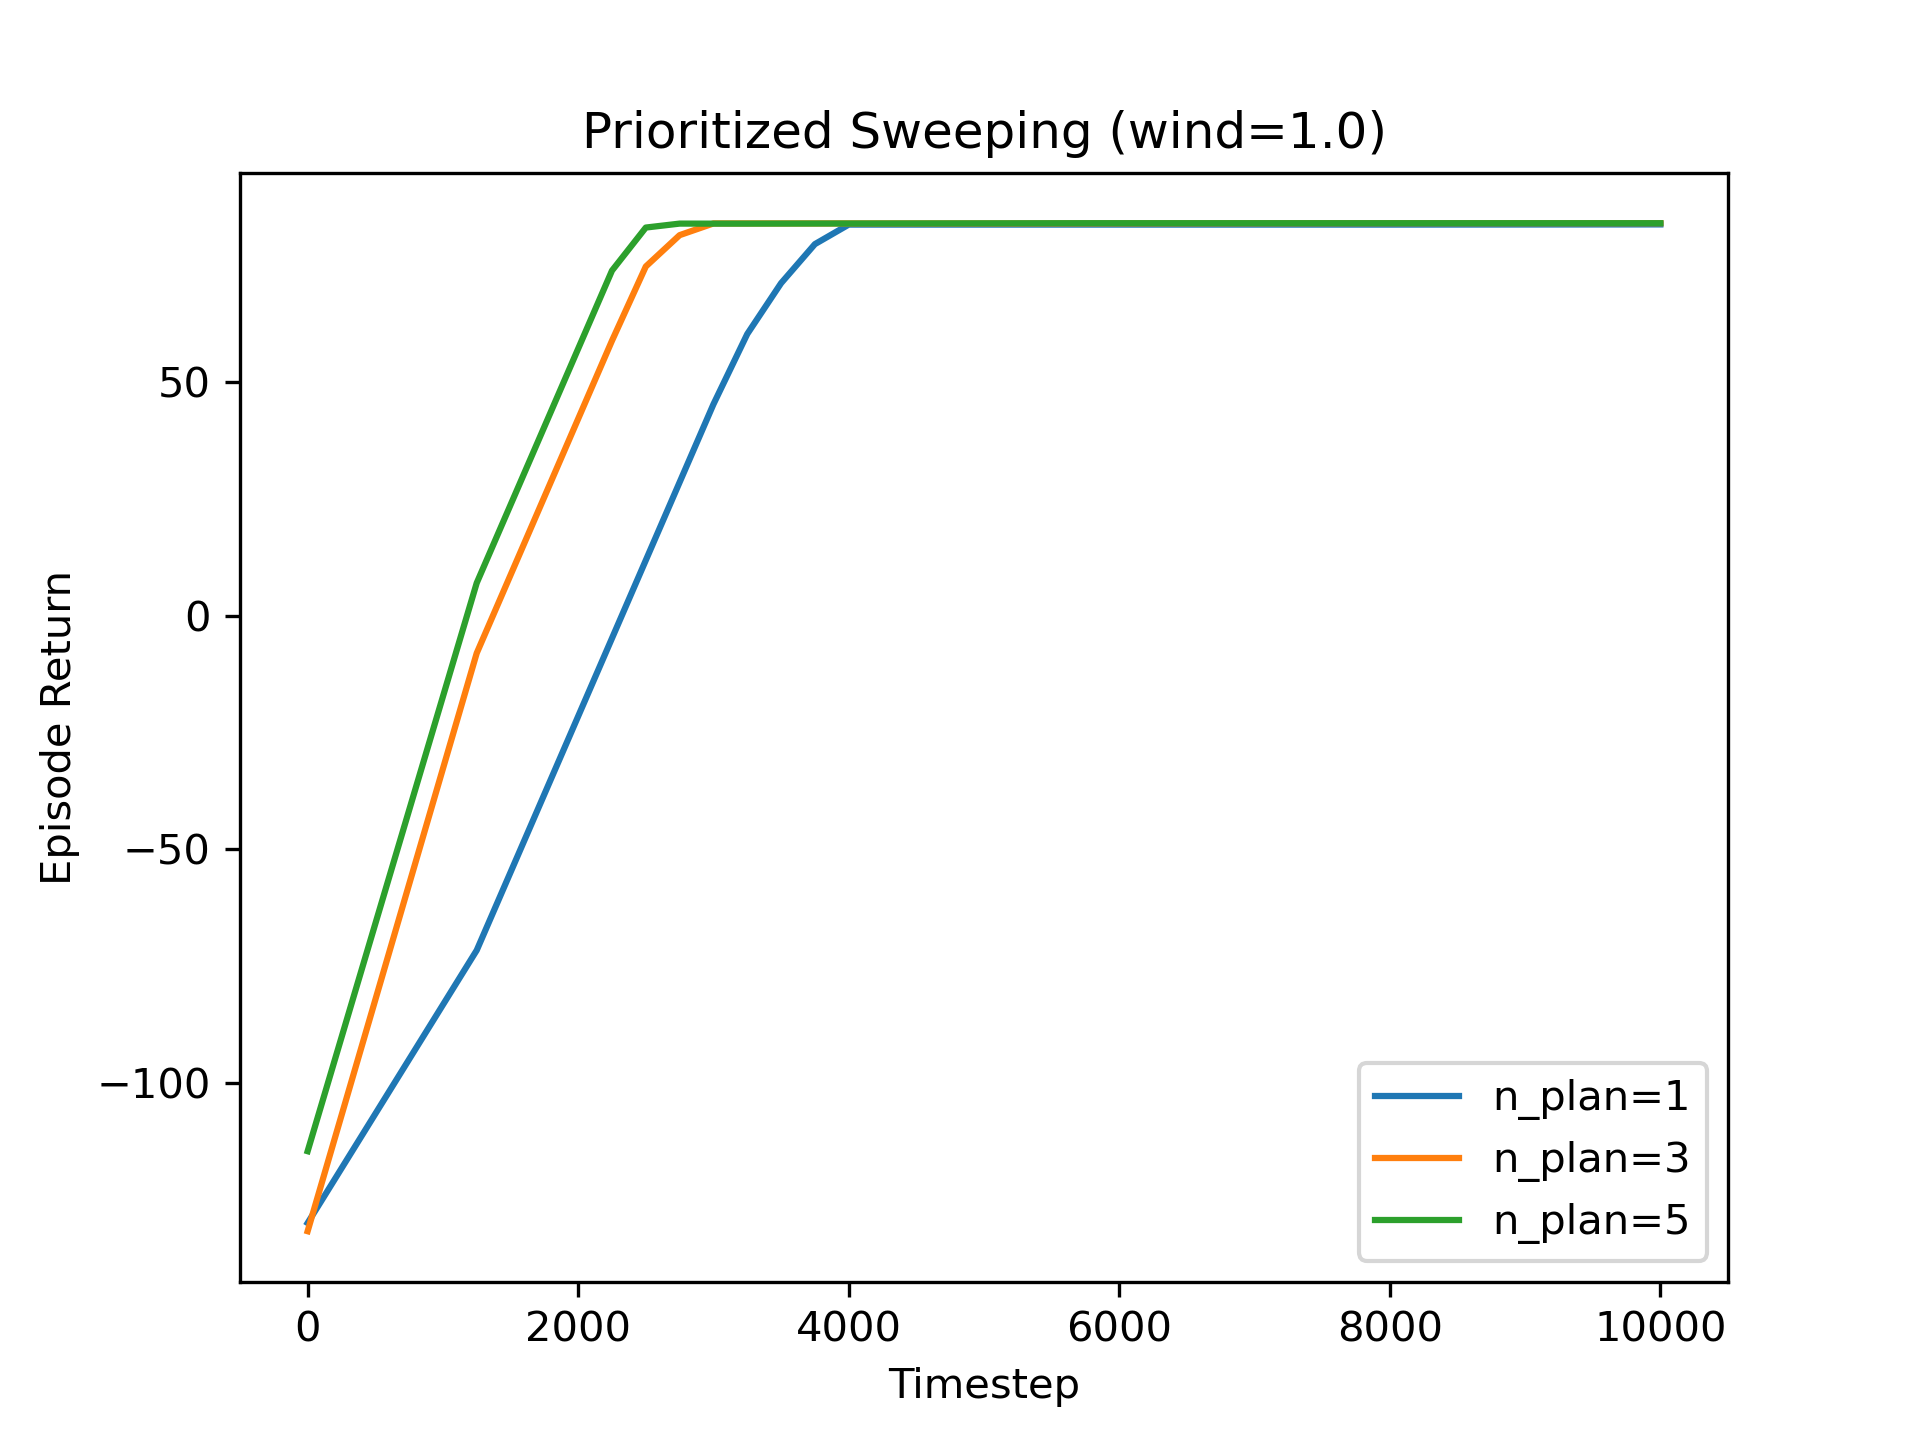 Prioritized Sweeping (wind=1.0)
Episode Return
50
0
−50
−100
0 2000 4000 6000 8000 10000
Timestep
n_plan=1
n_plan=3
n_plan=5